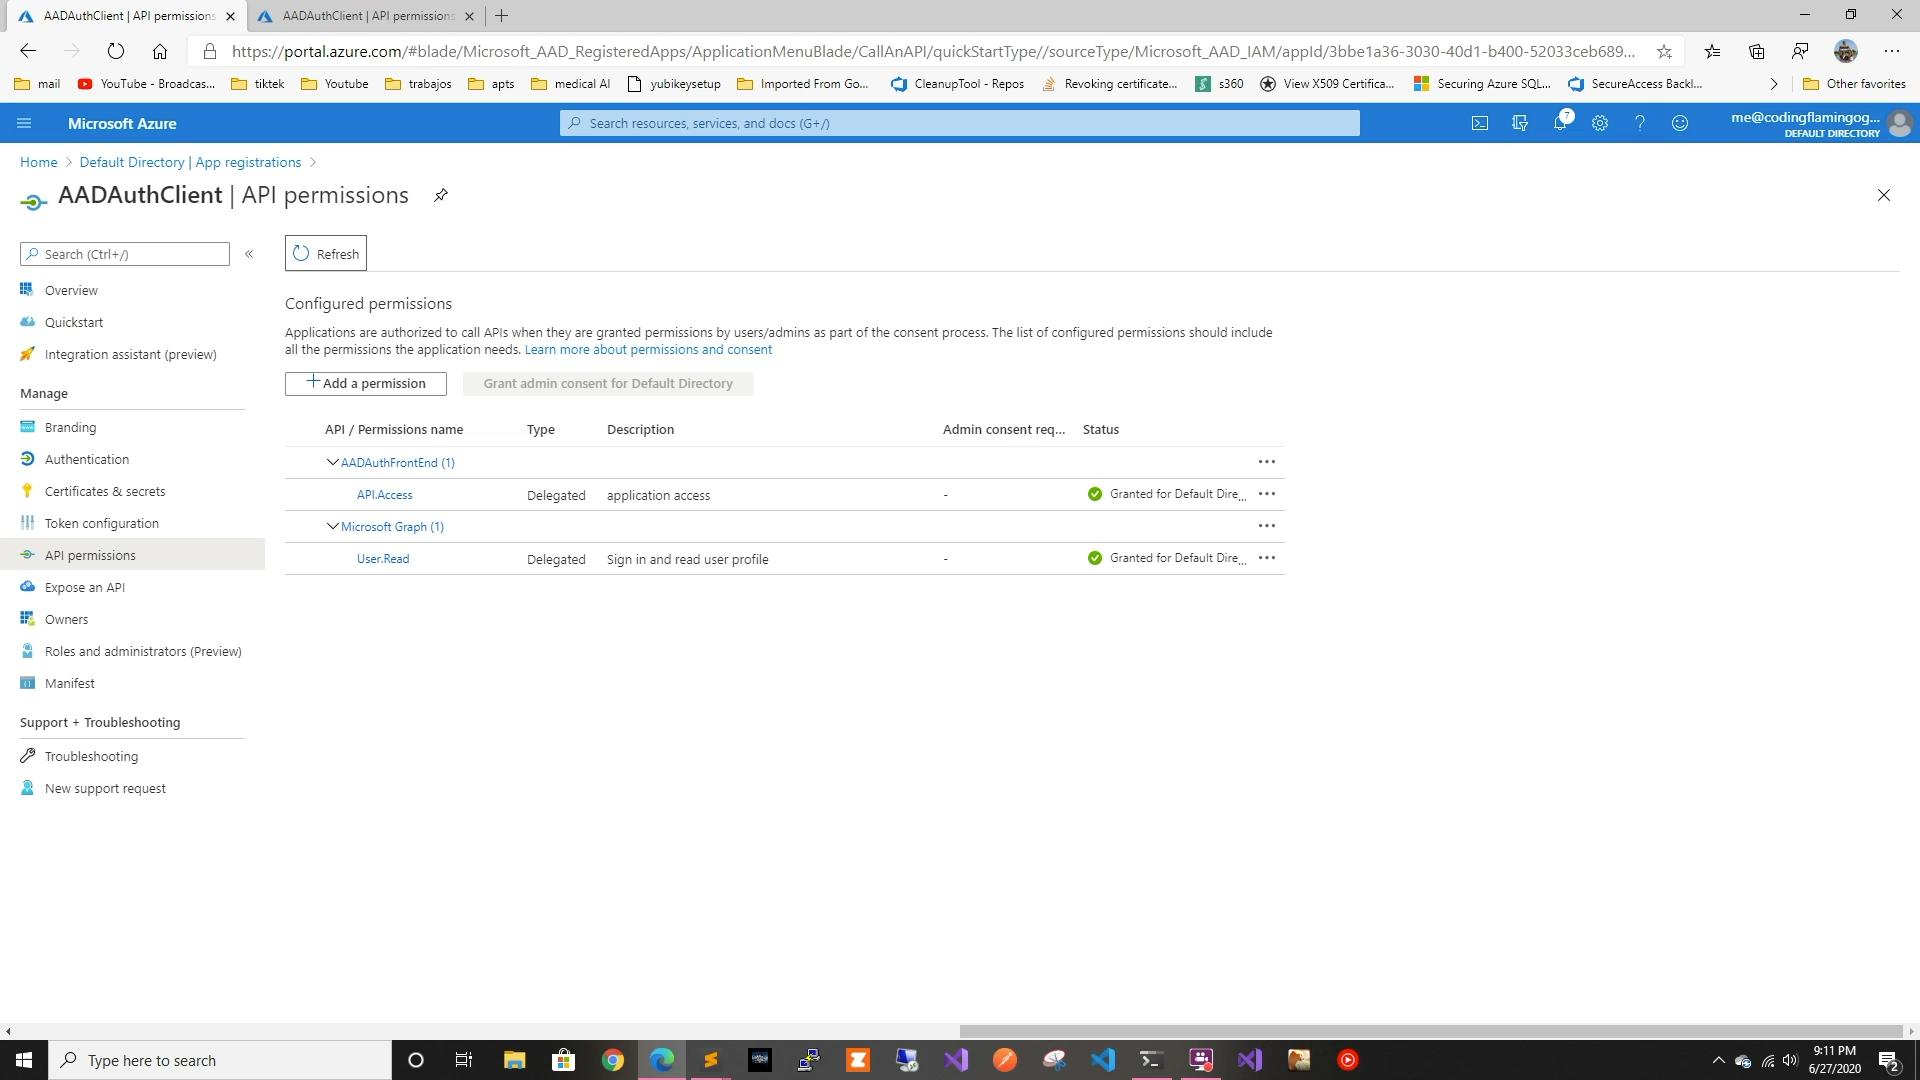 AADAuthClient | API permissions
AADAuthClient | API permissions
https://portal.azure.com/#blade/Microsoft_AAD_RegisteredApps/ApplicationMenuBlade/CallAnAPI/quickStartType//sourceType/Microsoft_AAD_IAM/appId/3bbe1a36-3030-40d1-b400-52033ceb689...
mail
YouTube - Broadcas...
tiktek
Youtube
trabajos
apts
medical AI
yubikeysetup
Imported From Go...
CleanupTool - Repos
Revoking certificate...
s360
View X509 Certifica...
Securing Azure SQL...
SecureAccess Backl...
Other favorites
Microsoft Azure
Search resources, services, and docs (G+/)
7
me@codingflamingog...
DEFAULT DIRECTORY
Home > Default Directory | App registrations >
AADAuthClient | API permissions
Search (Ctrl+/)
«
Overview
Quickstart
Integration assistant (preview)
Manage
Branding
Authentication
Certificates & secrets
Token configuration
API permissions
Expose an API
Owners
Roles and administrators (Preview)
Manifest
Support + Troubleshooting
Troubleshooting
New support request
Refresh
Configured permissions
Applications are authorized to call APIs when they are granted permissions by users/admins as part of the consent process. The list of configured permissions should include
all the permissions the application needs. Learn more about permissions and consent
Add a permission
Grant admin consent for Default Directory
API / Permissions name Type Description Admin consent req... Status
AADAuthFrontEnd (1)
API.Access Delegated application access - Granted for Default Dire...
Microsoft Graph (1)
User.Read Delegated Sign in and read user profile - Granted for Default Dire...
Type here to search
9:11 PM
6/27/2020
2